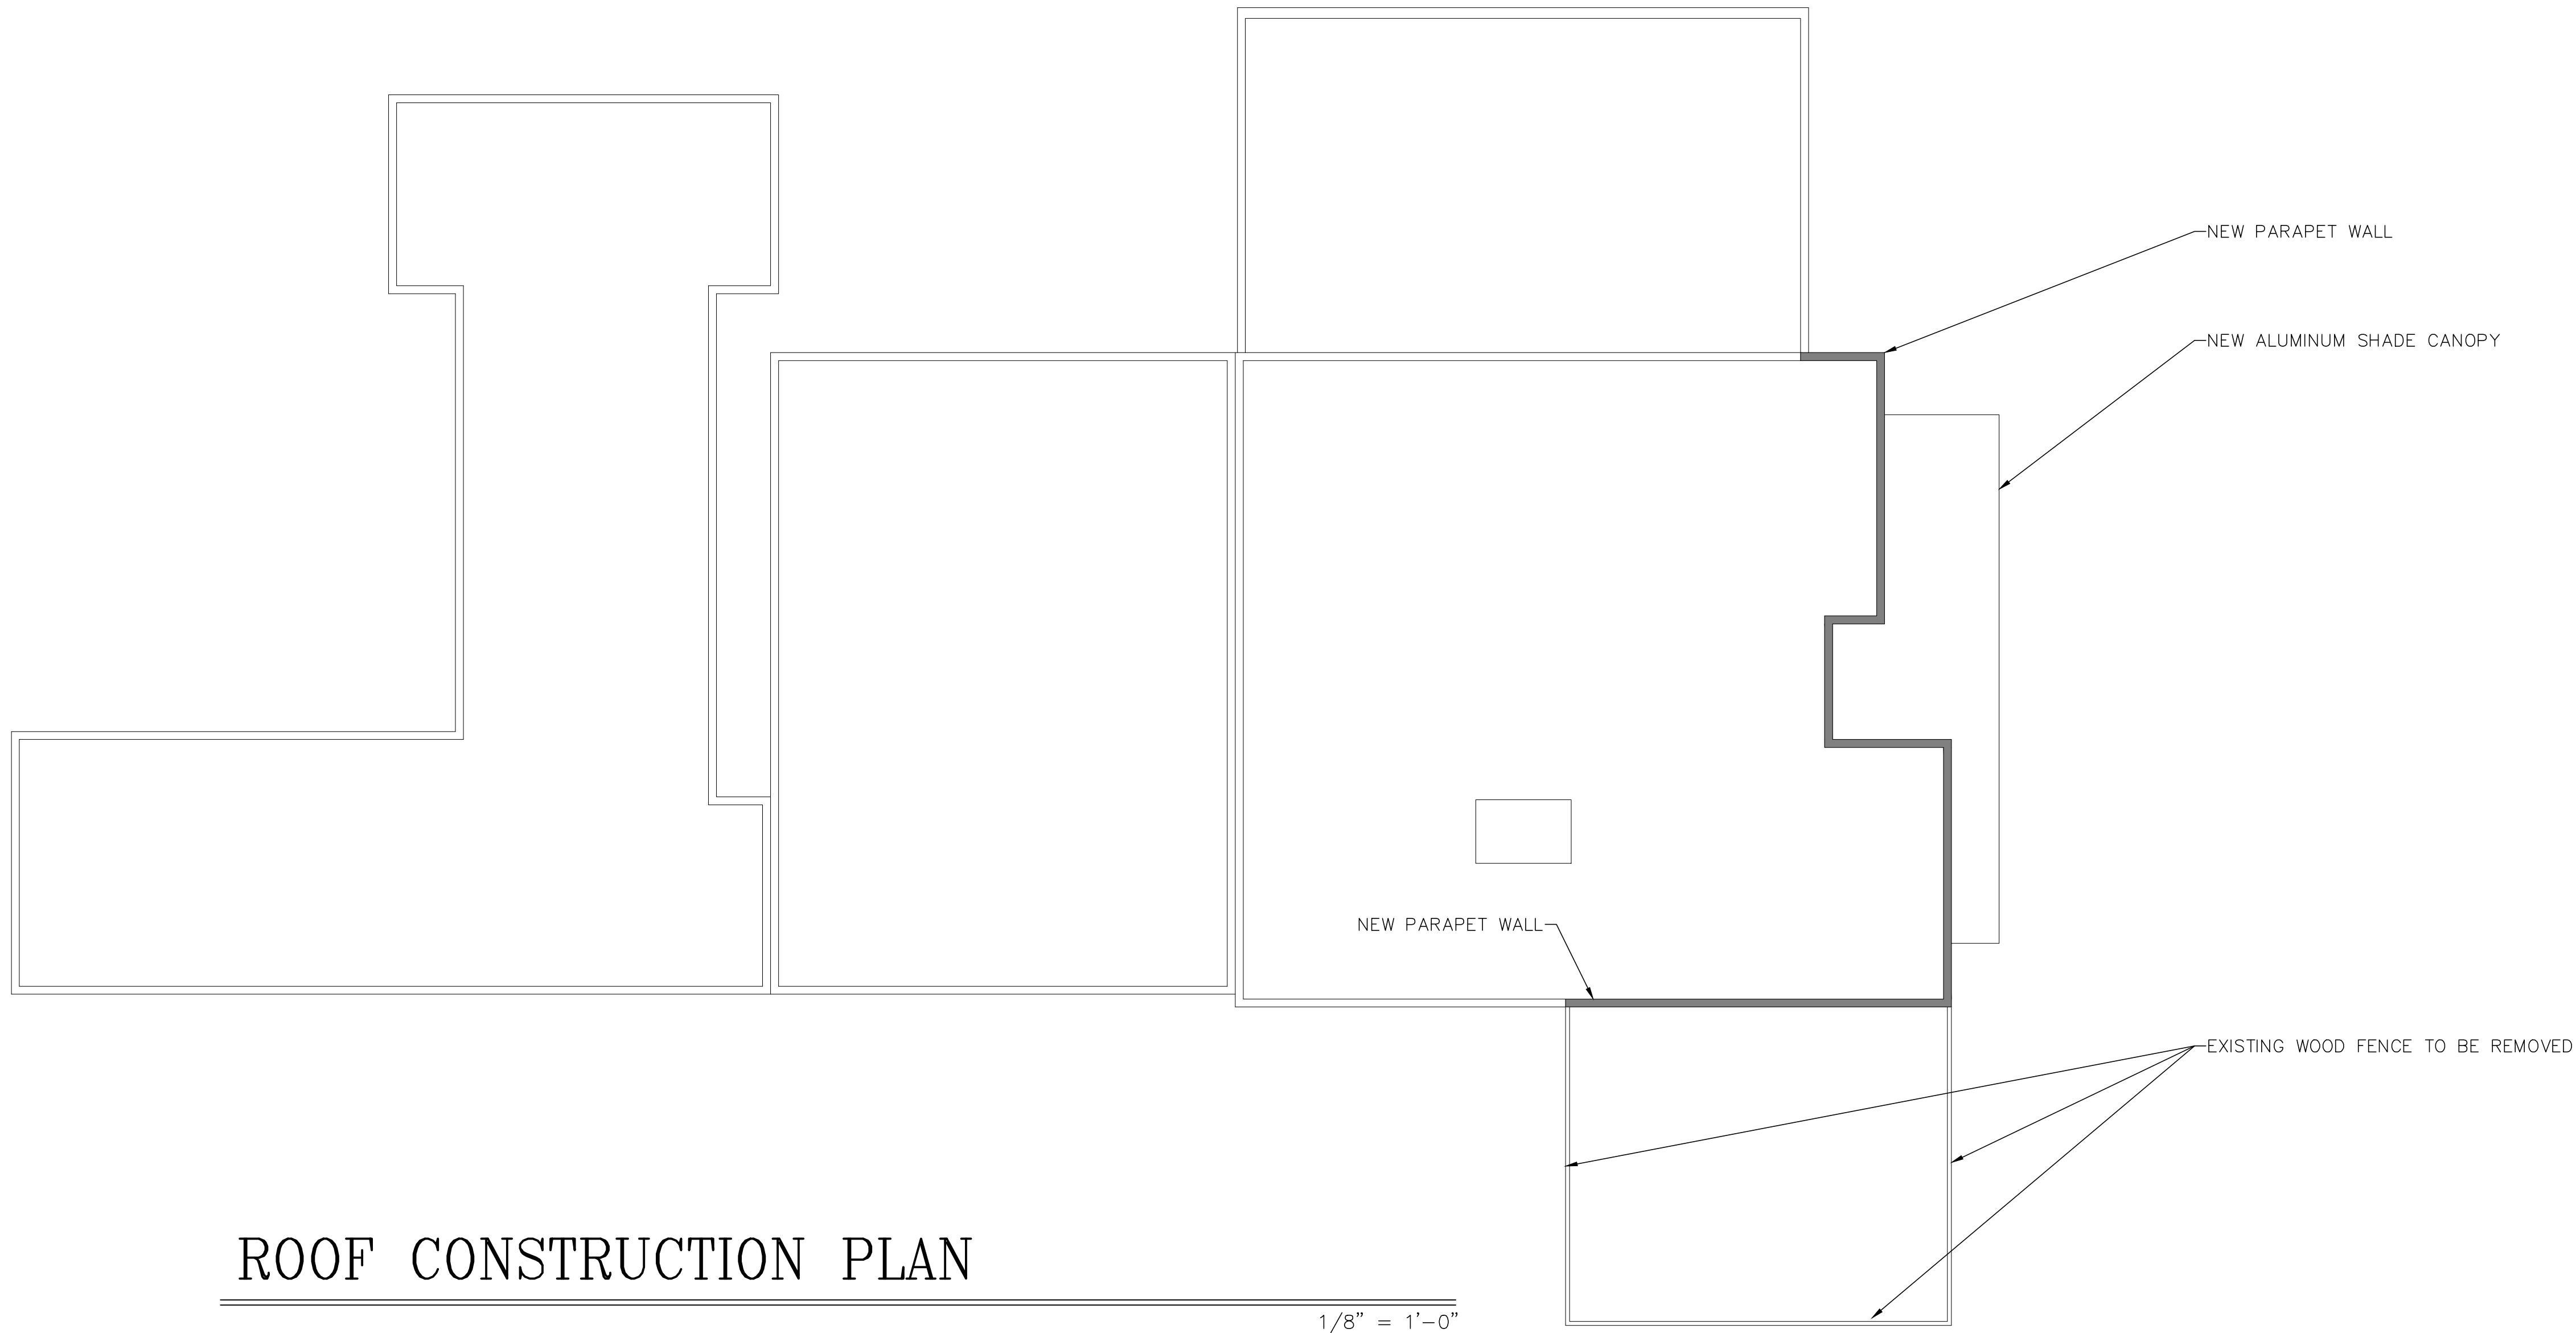 NEW PARAPET WALL
NEW ALUMINUM SHADE CANOPY
NEW PARAPET WALL
EXISTING WOOD FENCE TO BE REMOVED
ROOF CONSTRUCTION PLAN
1/8" = 1'-0"